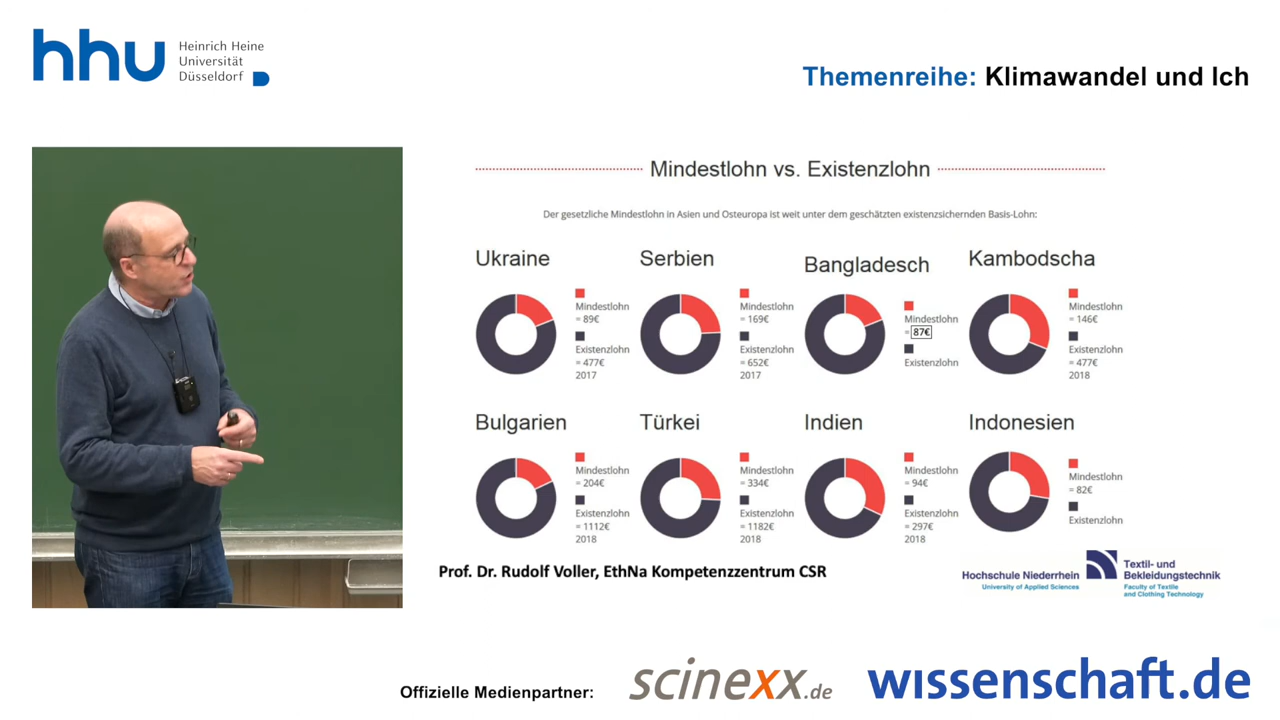 hhu Heinrich Heine
Universität
Düsseldorf
Themenreihe: Klimawandel und Ich
Mindestlohn vs. Existenzlohn
Der gesetzliche Mindestlohn in Asien und Osteuropa ist weit unter dem geschätzten existenzsichernden Basis-Lohn:
Ukraine
Mindestlohn
= 89€
Existenzlohn
= 477€
2017
Serbien
Mindestlohn
= 169€
Existenzlohn
= 652€
2017
Bangladesch
Mindestlohn
= 87€
Existenzlohn
Kambodscha
Mindestlohn
= 146€
Existenzlohn
= 477€
2018
Bulgarien
Mindestlohn
= 204€
Existenzlohn
= 1112€
2018
Türkei
Mindestlohn
= 334€
Existenzlohn
= 1182€
2018
Indien
Mindestlohn
= 94€
Existenzlohn
= 297€
2018
Indonesien
Mindestlohn
= 82€
Existenzlohn
Prof. Dr. Rudolf Voller, EthNa Kompetenzzentrum CSR
Hochschule Niederrhein
University of Applied Sciences
Textil- und
Bekleidungstechnik
Faculty of Textile
and Clothing Technology
Offizielle Medienpartner:
scinexx.de
wissenschaft.de